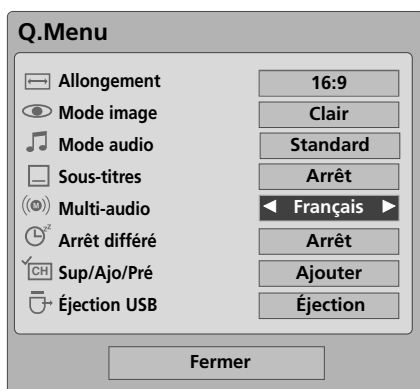 Q.Menu
Allongement 16:9
Mode image Clair
Mode audio Standard
Sous-titres Arrêt
Multi-audio ◄ Français ►
Arrêt différé Arrêt
CH Sup/Ajo/Pré Ajouter
Éjection USB Éjection
Fermer